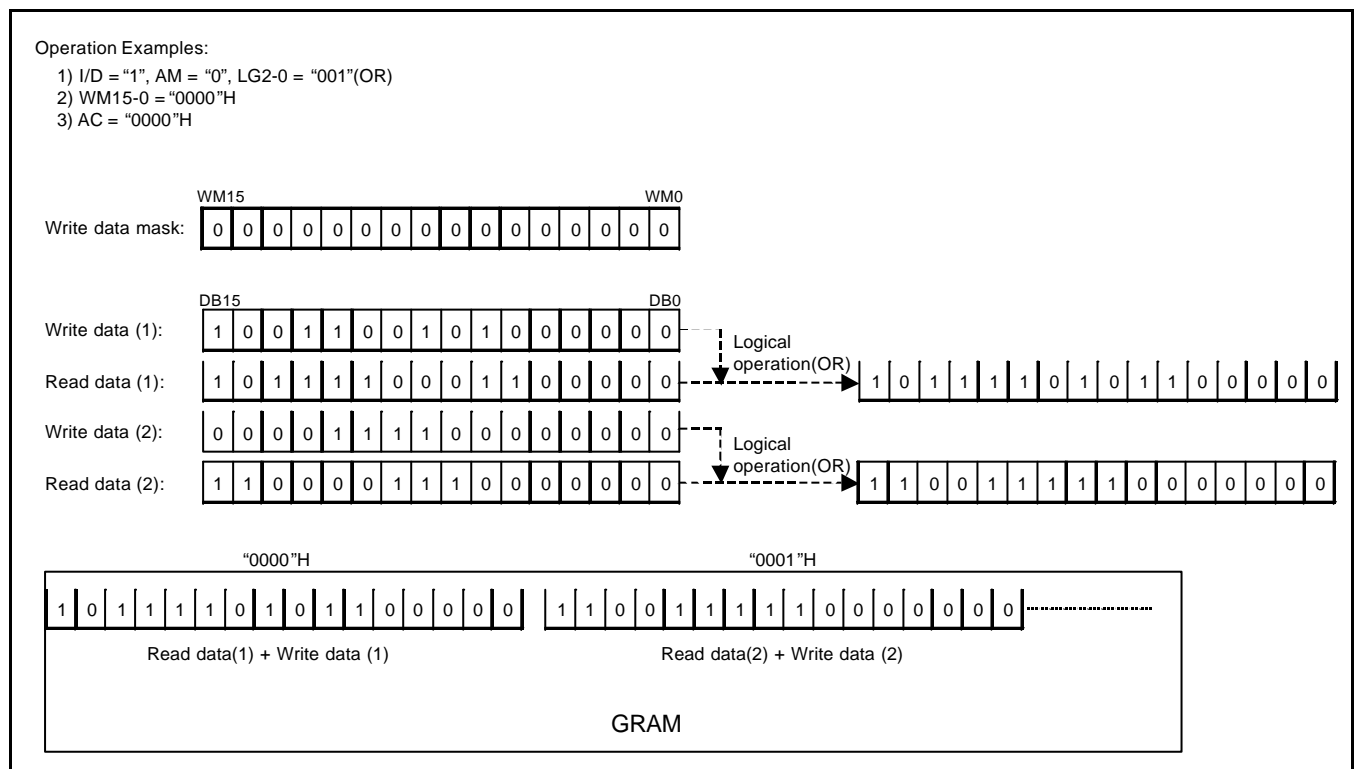 Operation Examples:
1) I/D = “1”, AM = “0”, LG2-0 = “001”(OR)
2) WM15-0 = “0000”H
3) AC = “0000”H
WM15 WM0
Write data mask: 0 0 0 0 0 0 0 0 0 0 0 0 0 0 0 0
DB15 DB0
Write data (1): 1 0 0 1 1 0 0 1 0 1 0 0 0 0 0 0
Logical
operation(OR)
Read data (1): 1 0 1 1 1 1 0 0 0 1 1 0 0 0 0 0
1 0 1 1 1 1 0 1 0 1 1 0 0 0 0 0
Write data (2): 0 0 0 0 1 1 1 1 0 0 0 0 0 0 0 0
Logical
operation(OR)
Read data (2): 1 1 0 0 0 0 1 1 1 0 0 0 0 0 0 0
1 1 0 0 1 1 1 1 1 0 0 0 0 0 0 0
“0000”H “0001”H
1 0 1 1 1 1 0 1 0 1 1 0 0 0 0 0 1 1 0 0 1 1 1 1 1 0 0 0 0 0 0 0
Read data(1) + Write data (1) Read data(2) + Write data (2)
GRAM